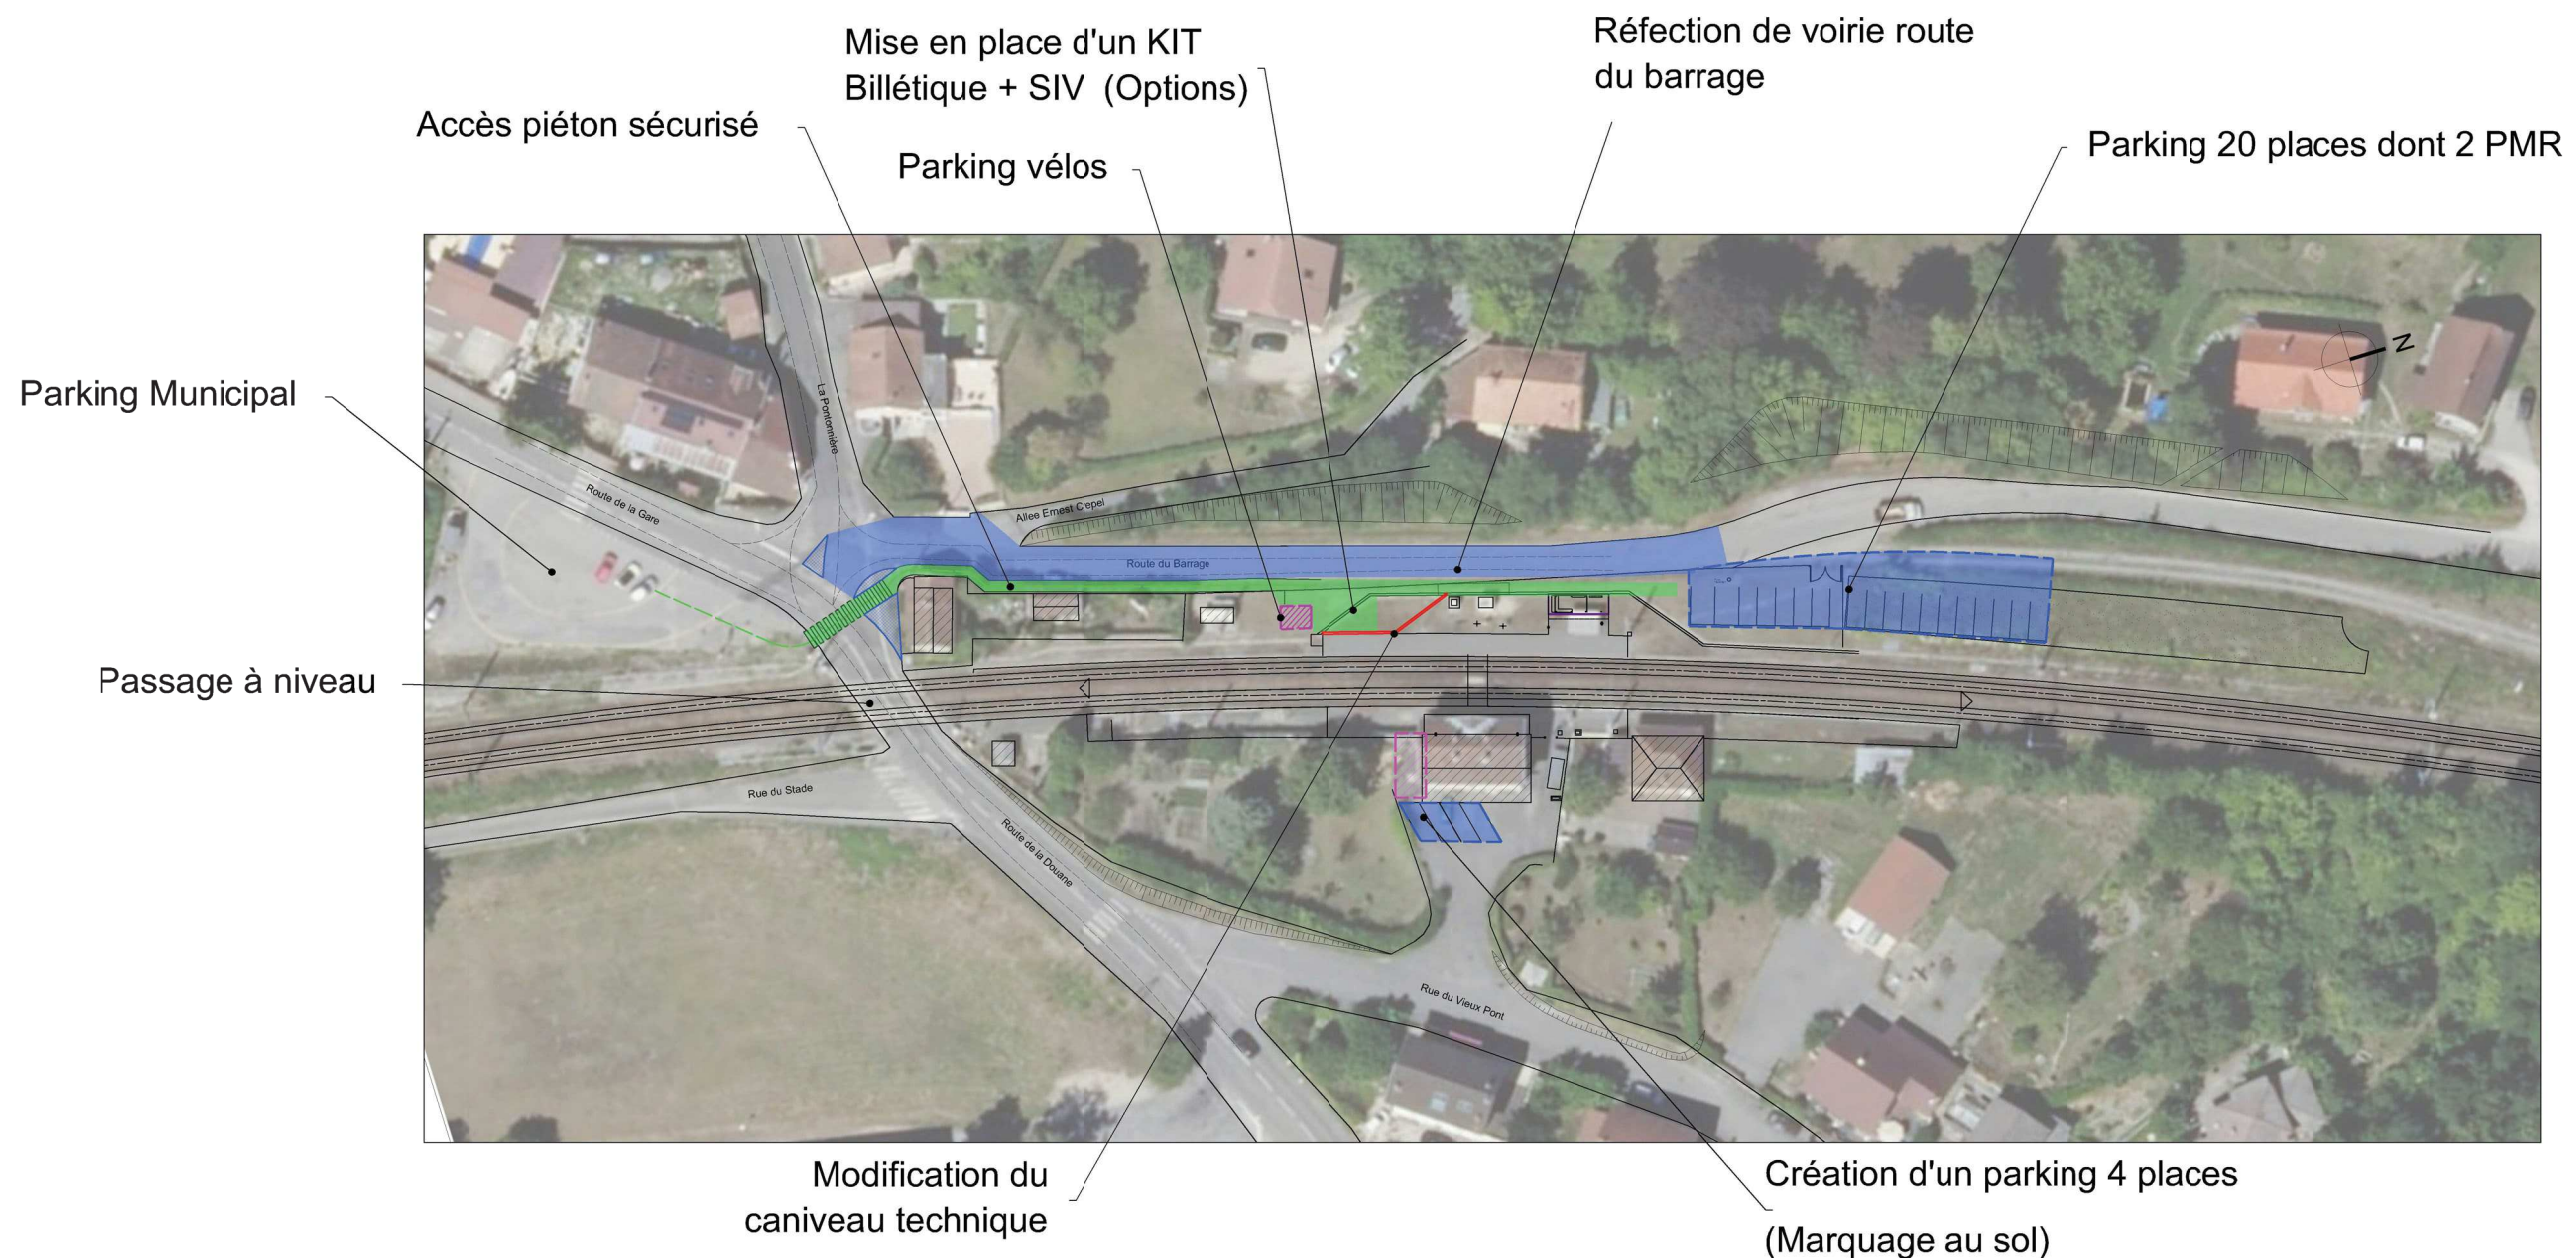 Réfection de voirie route
du barrage
Mise en place d'un KIT
Billétique + SIV (Options)
Accès piéton sécurisé
Parking vélos
Parking 20 places dont 2 PMR
Parking Municipal
Passage à niveau
La Pontonnière
Route de la Gare
Allee Ernest Cepel
Route du Barrage
N
Rue du Stade
Route de la Douane
Rue du Vieux Pont
Modification du
caniveau technique
Création d'un parking 4 places
(Marquage au sol)